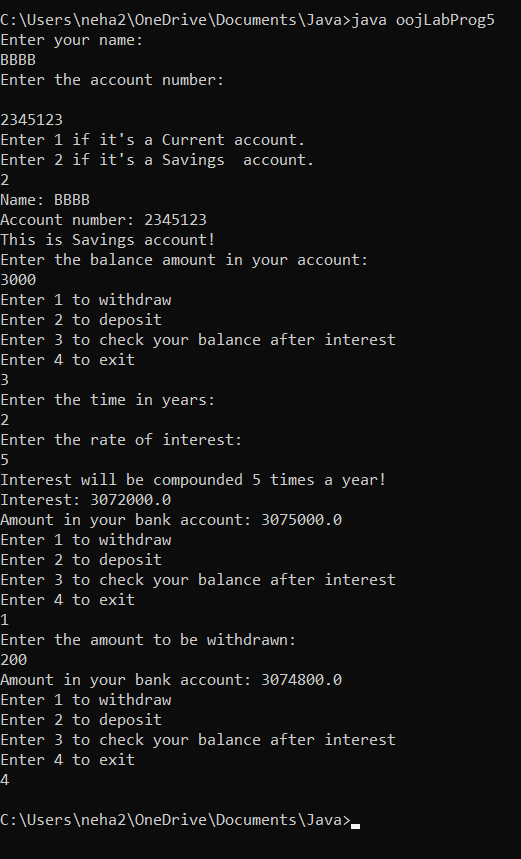 C:\Users\neha2\OneDrive\Documents\Java>java oojLabProg5
Enter your name:
BBBB
Enter the account number:

2345123
Enter 1 if it's a Current account.
Enter 2 if it's a Savings  account.
2
Name: BBBB
Account number: 2345123
This is Savings account!
Enter the balance amount in your account:
3000
Enter 1 to withdraw
Enter 2 to deposit
Enter 3 to check your balance after interest
Enter 4 to exit
3
Enter the time in years:
2
Enter the rate of interest:
5
Interest will be compounded 5 times a year!
Interest: 3072000.0
Amount in your bank account: 3075000.0
Enter 1 to withdraw
Enter 2 to deposit
Enter 3 to check your balance after interest
Enter 4 to exit
1
Enter the amount to be withdrawn:
200
Amount in your bank account: 3074800.0
Enter 1 to withdraw
Enter 2 to deposit
Enter 3 to check your balance after interest
Enter 4 to exit
4

C:\Users\neha2\OneDrive\Documents\Java>